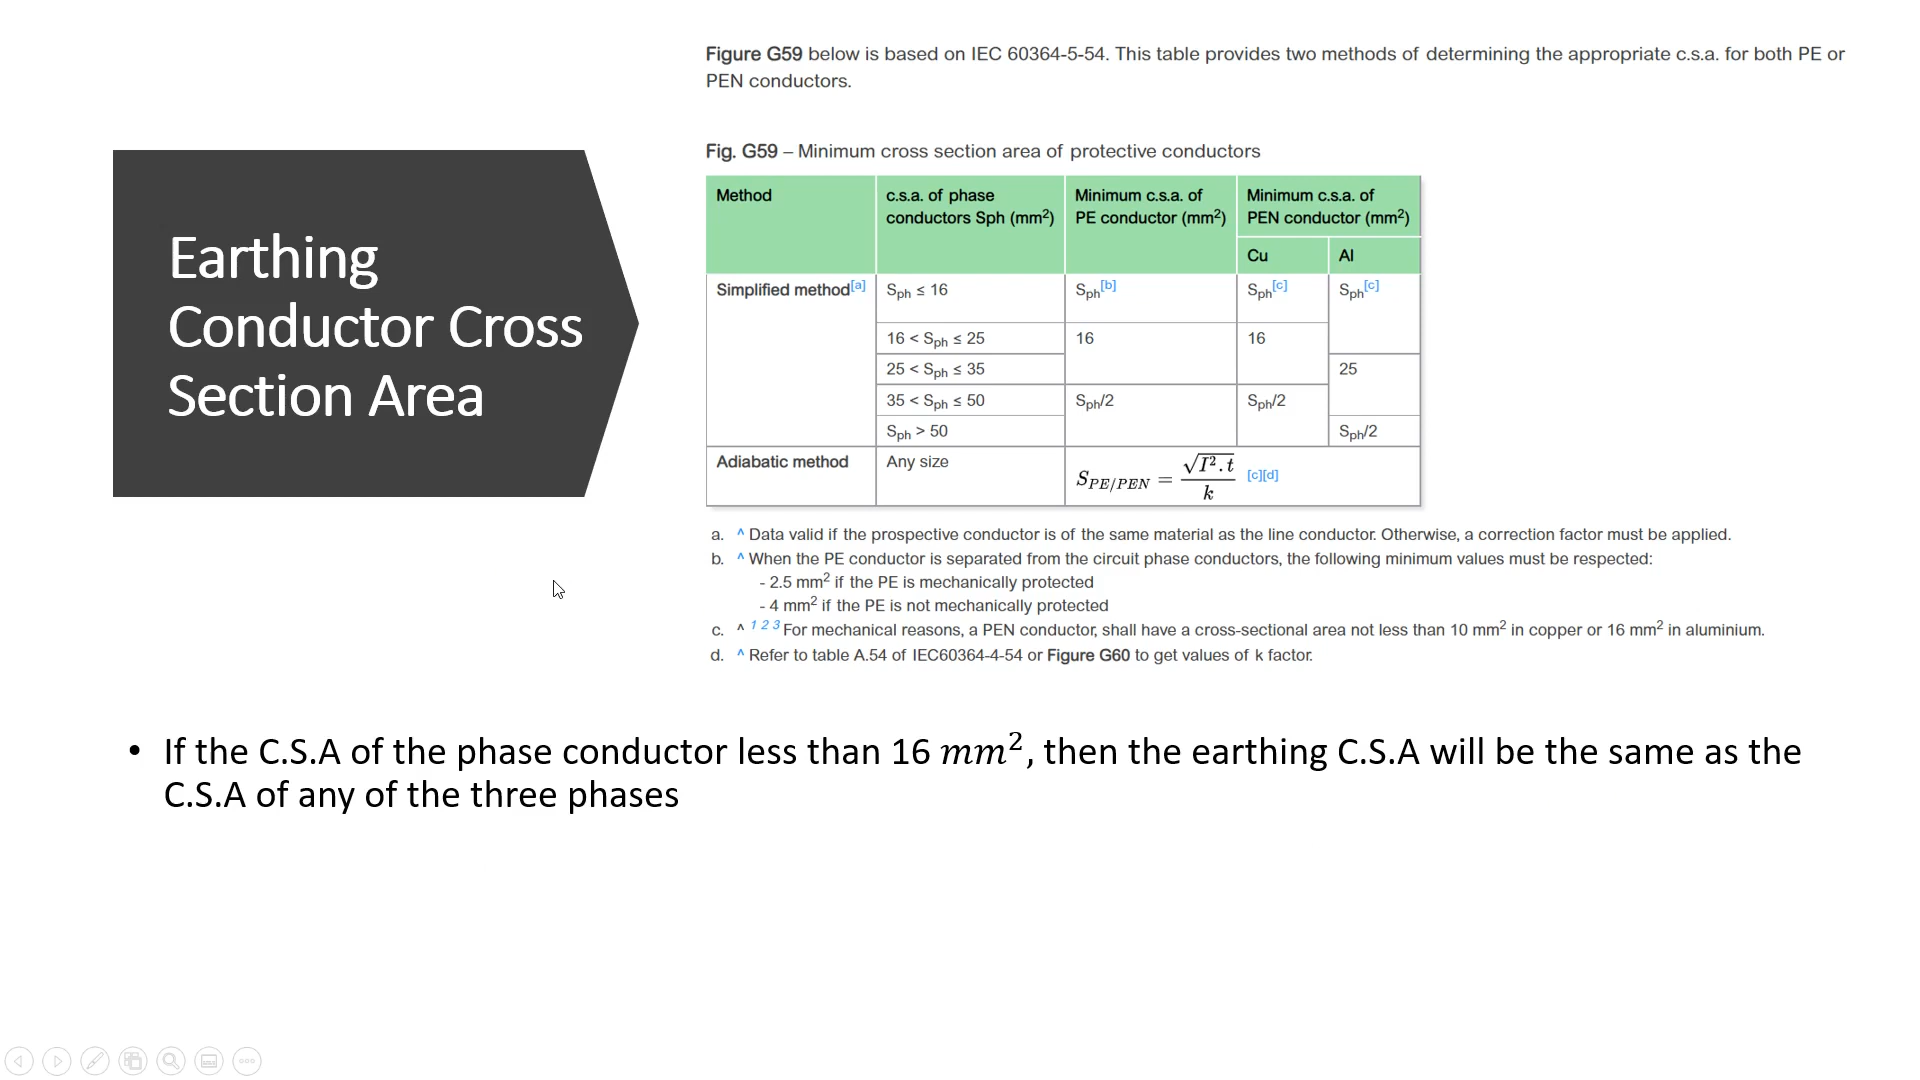 Figure G59 below is based on IEC 60364-5-54. This table provides two methods of determining the appropriate c.s.a. for both PE or
PEN conductors.
Earthing
Conductor Cross
Section Area
Fig. G59 – Minimum cross section area of protective conductors
Method | c.s.a. of phase conductors Sph (mm²) | Minimum c.s.a. of PE conductor (mm²) | Minimum c.s.a. of PEN conductor (mm²)
Cu | Al
Simplified method[a] | Sph ≤ 16 | Sph[b] | Sph[c] | Sph[c]
16 < Sph ≤ 25 | 16 | 16
25 < Sph ≤ 35 | 25
35 < Sph ≤ 50 | Sph/2 | Sph/2
Sph > 50 | Sph/2
Adiabatic method | Any size | S_PE/PEN = √(I².t) / k [c][d]
a. ^ Data valid if the prospective conductor is of the same material as the line conductor. Otherwise, a correction factor must be applied.
b. ^ When the PE conductor is separated from the circuit phase conductors, the following minimum values must be respected:
- 2.5 mm² if the PE is mechanically protected
- 4 mm² if the PE is not mechanically protected
c. ^ 1 2 3 For mechanical reasons, a PEN conductor, shall have a cross-sectional area not less than 10 mm² in copper or 16 mm² in aluminium.
d. ^ Refer to table A.54 of IEC60364-4-54 or Figure G60 to get values of k factor.
• If the C.S.A of the phase conductor less than 16 mm², then the earthing C.S.A will be the same as the
C.S.A of any of the three phases